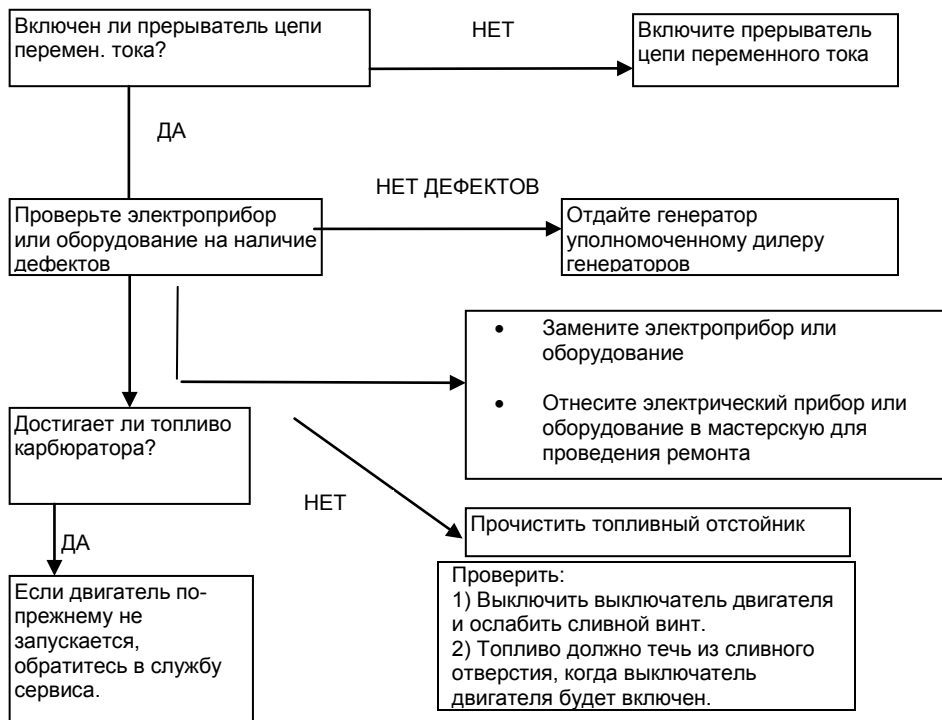 Включен ли прерыватель цепи
перемен. тока?
НЕТ
Включите прерыватель
цепи переменного тока
ДА
НЕТ ДЕФЕКТОВ
Проверьте электроприбор
или оборудование на наличие
дефектов
Отдайте генератор
уполномоченному дилеру
генераторов
• Замените электроприбор или
оборудование
• Отнесите электрический прибор или
оборудование в мастерскую для
проведения ремонта
Достигает ли топливо
карбюратора?
НЕТ
Прочистить топливный отстойник
ДА
Проверить:
1) Выключить выключатель двигателя
и ослабить сливной винт.
2) Топливо должно течь из сливного
отверстия, когда выключатель
двигателя будет включен.
Если двигатель по-
прежнему не
запускается,
обратитесь в службу
сервиса.